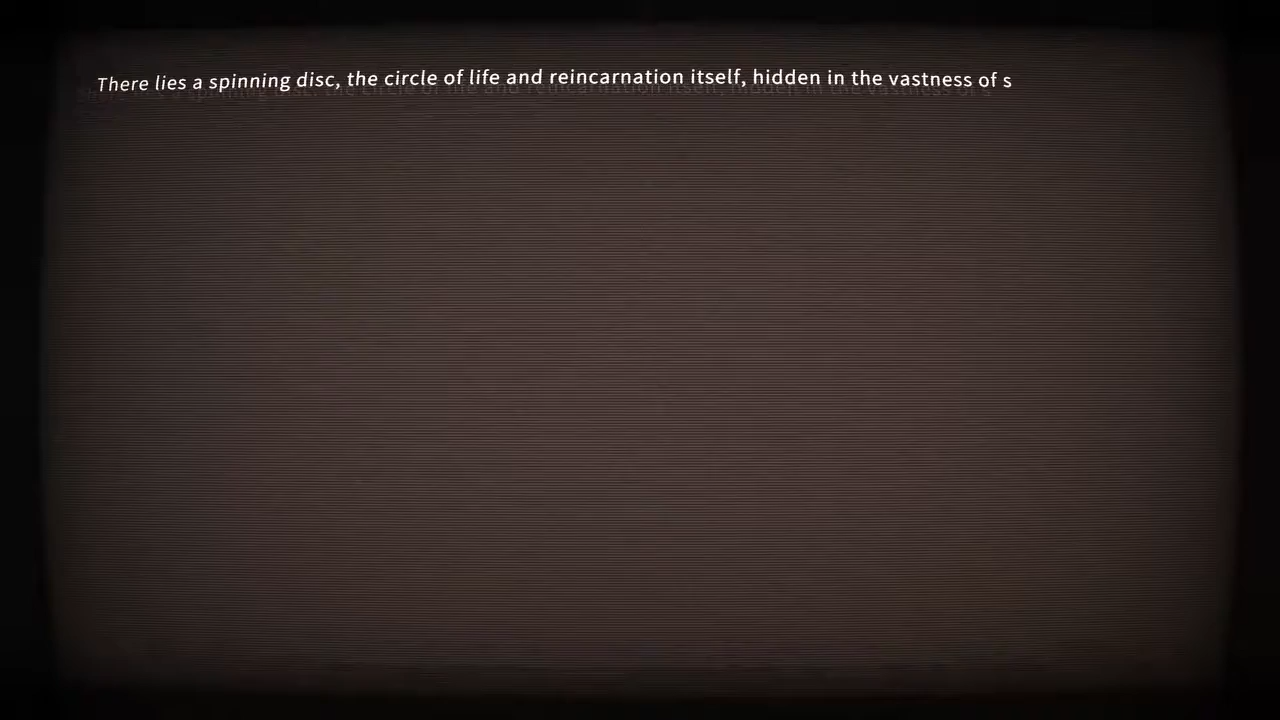 There lies a spinning disc, the circle of life and reincarnation itself, hidden in the vastness of s